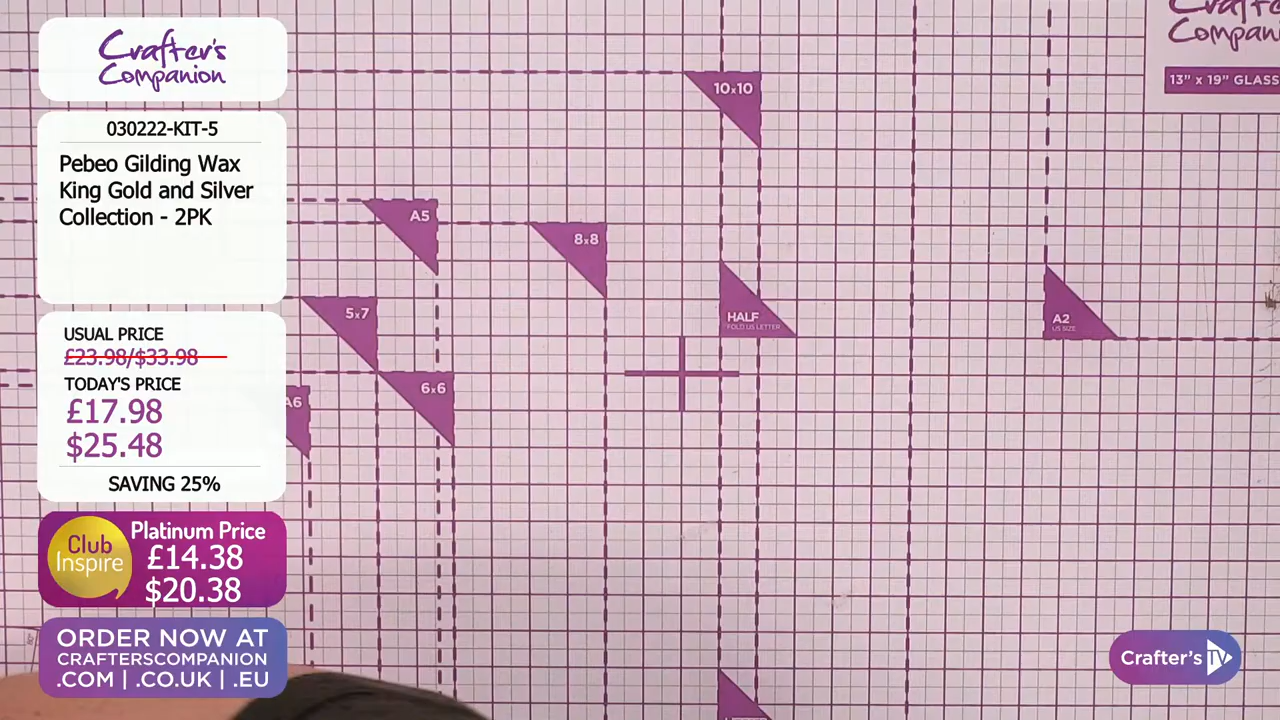 Crafter's
Companion
030222-KIT-5
Pebeo Gilding Wax
King Gold and Silver
Collection - 2PK
USUAL PRICE
£23.98/$33.98
TODAY'S PRICE
£17.98
$25.48
SAVING 25%
Club
Inspire
Platinum Price
£14.38
$20.38
ORDER NOW AT
CRAFTERSCOMPANION
.COM | .CO.UK | .EU
10x10
A5
8x8
5x7
HALF
FOLD US LETTER
A2
US SIZE
6x6
A6
13" x 19" GLASS
Crafter's TV